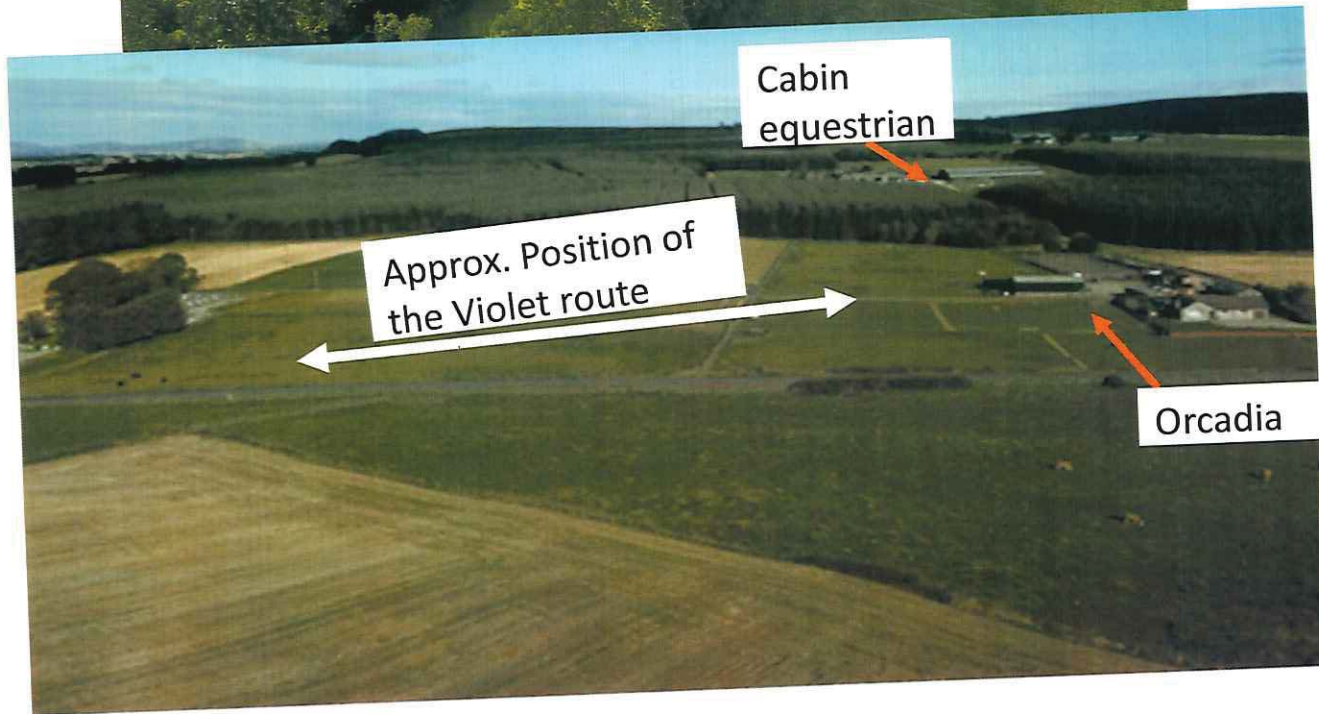 Cabin
equestrian
Approx. Position of
the Violet route
Orcadia